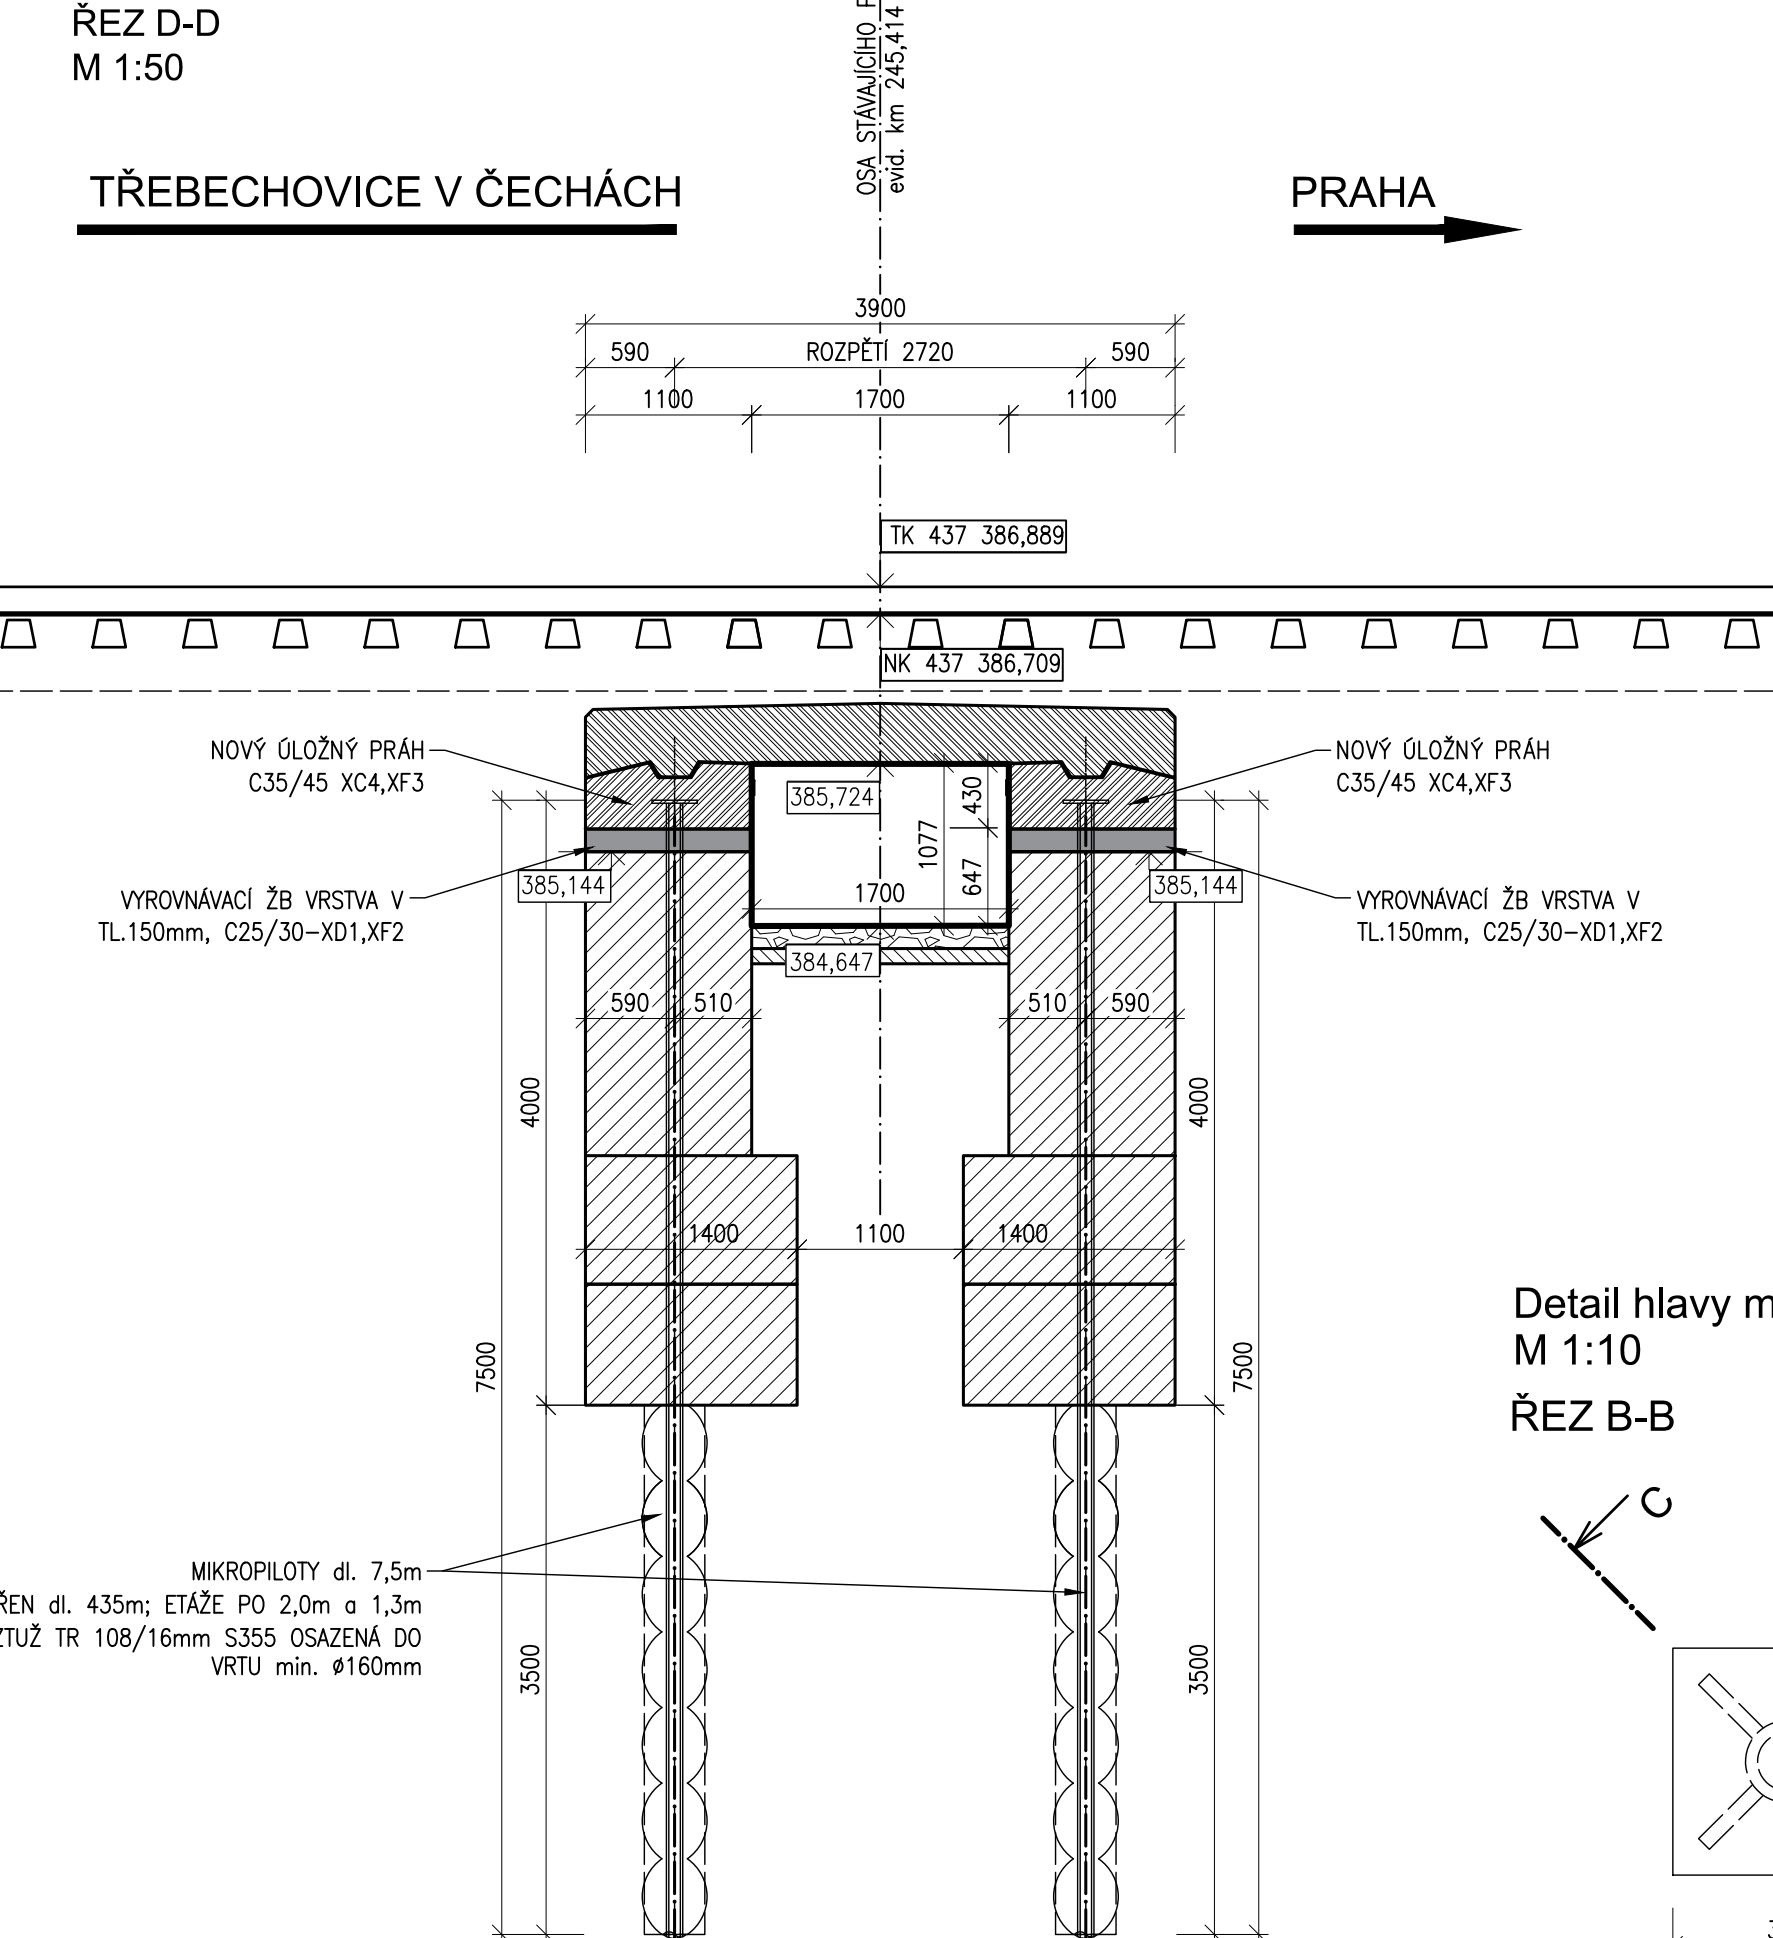 ŘEZ D-D
M 1:50
OSA STÁVAJÍCÍHO
evid. km 245,414
TŘEBECHOVICE V ČECHÁCH
PRAHA
3900
590
ROZPĚTÍ 2720
590
1100
1700
1100
TK 437 386,889
NK 437 386,709
NOVÝ ÚLOŽNÝ PRÁH
C35/45 XC4,XF3
NOVÝ ÚLOŽNÝ PRÁH
C35/45 XC4,XF3
385,724
430
1077
647
1700
385,144
385,144
VYROVNÁVACÍ ŽB VRSTVA V
TL.150mm, C25/30-XD1,XF2
VYROVNÁVACÍ ŽB VRSTVA V
TL.150mm, C25/30-XD1,XF2
384,647
590
510
510
590
4000
4000
1400
1100
1400
7500
7500
Detail hlavy
M 1:10
ŘEZ B-B
C
MIKROPILOTY dl. 7,5m
dl. 435m; ETÁŽE PO 2,0m a 1,3m
TR 108/16mm S355 OSAZENÁ DO
VRTU min. ø160mm
3500
3500